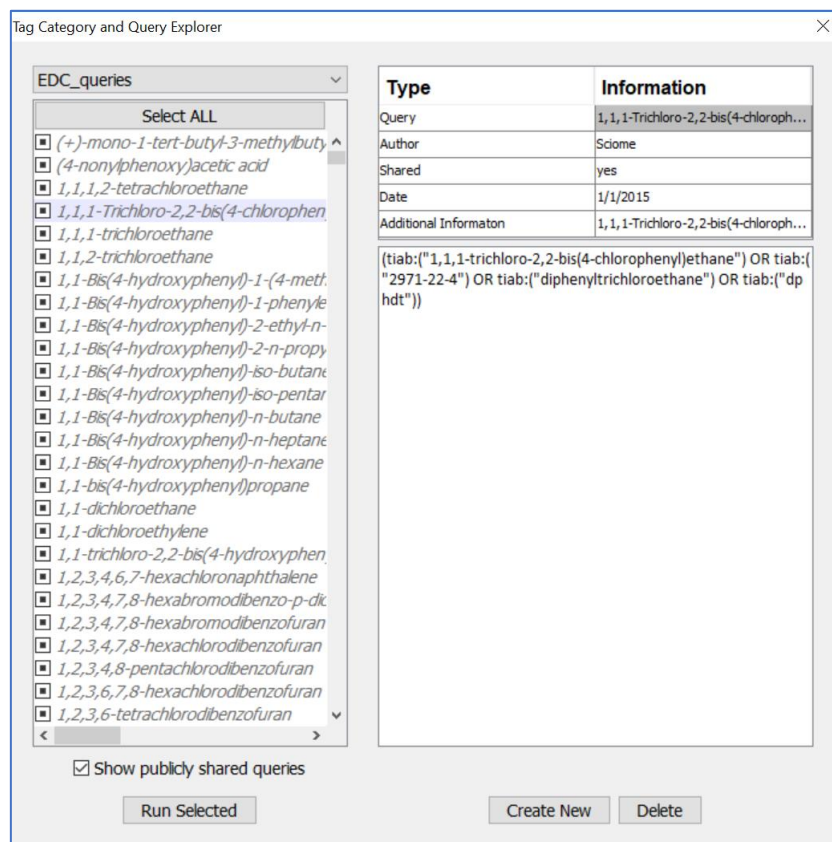 Tag Category and Query Explorer
EDC_queries
Select ALL
(+)-mono-1-tert-butyl-3-methylbuty
(4-nonylphenoxy)acetic acid
1,1,1,2-tetrachloroethane
1,1,1-Trichloro-2,2-bis(4-chlorophen
1,1,1-trichloroethane
1,1,2-trichloroethane
1,1-Bis(4-hydroxyphenyl)-1-(4-meth
1,1-Bis(4-hydroxyphenyl)-1-phenyle
1,1-Bis(4-hydroxyphenyl)-2-ethyl-n-
1,1-Bis(4-hydroxyphenyl)-2-n-propy
1,1-Bis(4-hydroxyphenyl)-iso-butane
1,1-Bis(4-hydroxyphenyl)-iso-pentar
1,1-Bis(4-hydroxyphenyl)-n-butane
1,1-Bis(4-hydroxyphenyl)-n-heptane
1,1-Bis(4-hydroxyphenyl)-n-hexane
1,1-bis(4-hydroxyphenyl)propane
1,1-dichloroethane
1,1-dichloroethylene
1,1-trichloro-2,2-bis(4-hydroxyphen
1,2,3,4,6,7-hexachloronaphthalene
1,2,3,4,7,8-hexabromodibenzo-p-dio
1,2,3,4,7,8-hexabromodibenzofuran
1,2,3,4,7,8-hexachlorodibenzofuran
1,2,3,4,8-pentachlorodibenzofuran
1,2,3,6,7,8-hexachlorodibenzofuran
1,2,3,6-tetrachlorodibenzofuran
Show publicly shared queries
Run Selected
Type Information
Query 1,1,1-Trichloro-2,2-bis(4-chloroph...
Author Sciome
Shared yes
Date 1/1/2015
Additional Informaton 1,1,1-Trichloro-2,2-bis(4-chloroph...
(tiab:("1,1,1-trichloro-2,2-bis(4-chlorophenyl)ethane") OR tiab:(
"2971-22-4") OR tiab:("diphenyltrichloroethane") OR tiab:("dp
hdt"))
Create New Delete